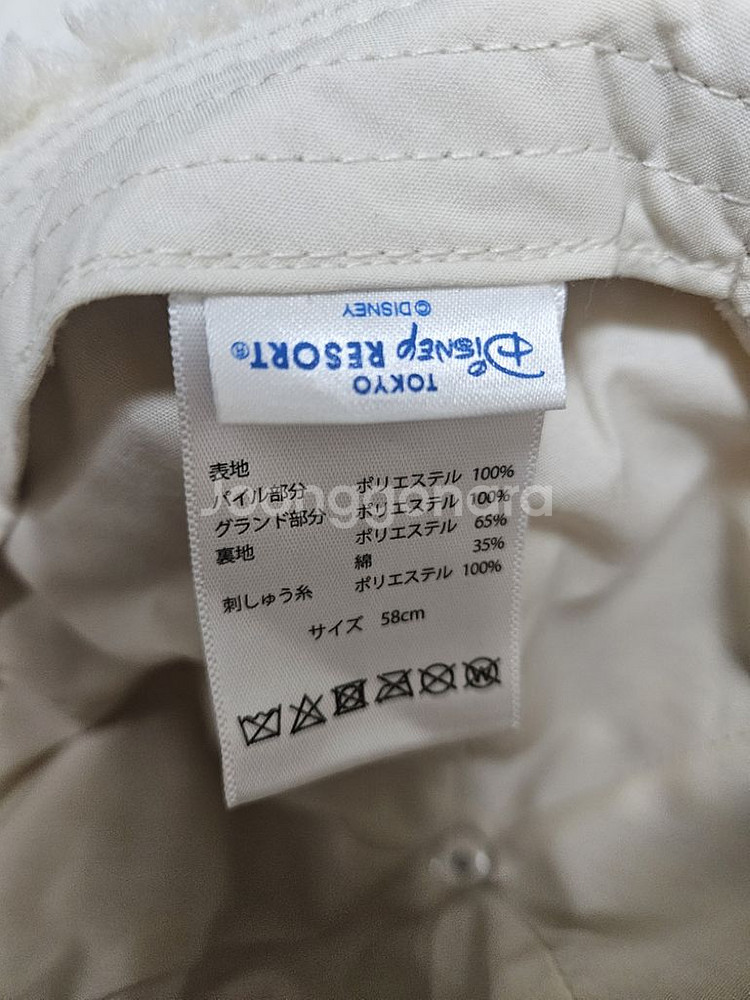 © DISNEY
TOKYO
Disney RESORT®
表地
パイル部分 ポリエステル 100%
グランド部分 ポリエステル 100%
裏地 ポリエステル 65%
綿 35%
刺しゅう糸 ポリエステル 100%
サイズ 58cm
W
Joonggonara